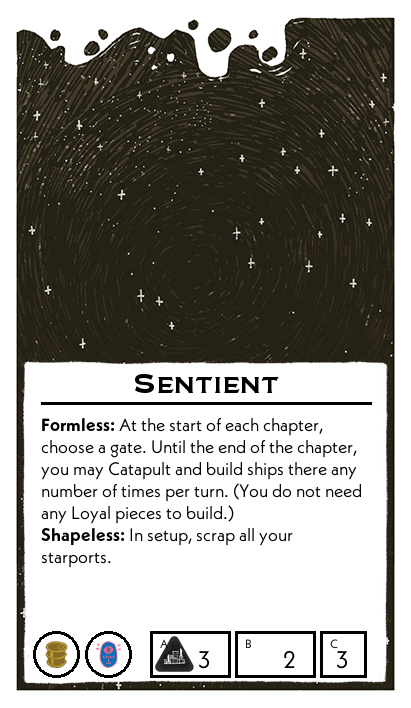 SENTIENT
Formless: At the start of each chapter,
choose a gate. Until the end of the chapter,
you may Catapult and build ships there any
number of times per turn. (You do not need
any Loyal pieces to build.)
Shapeless: In setup, scrap all your
starports.
A 3 B 2 C 3